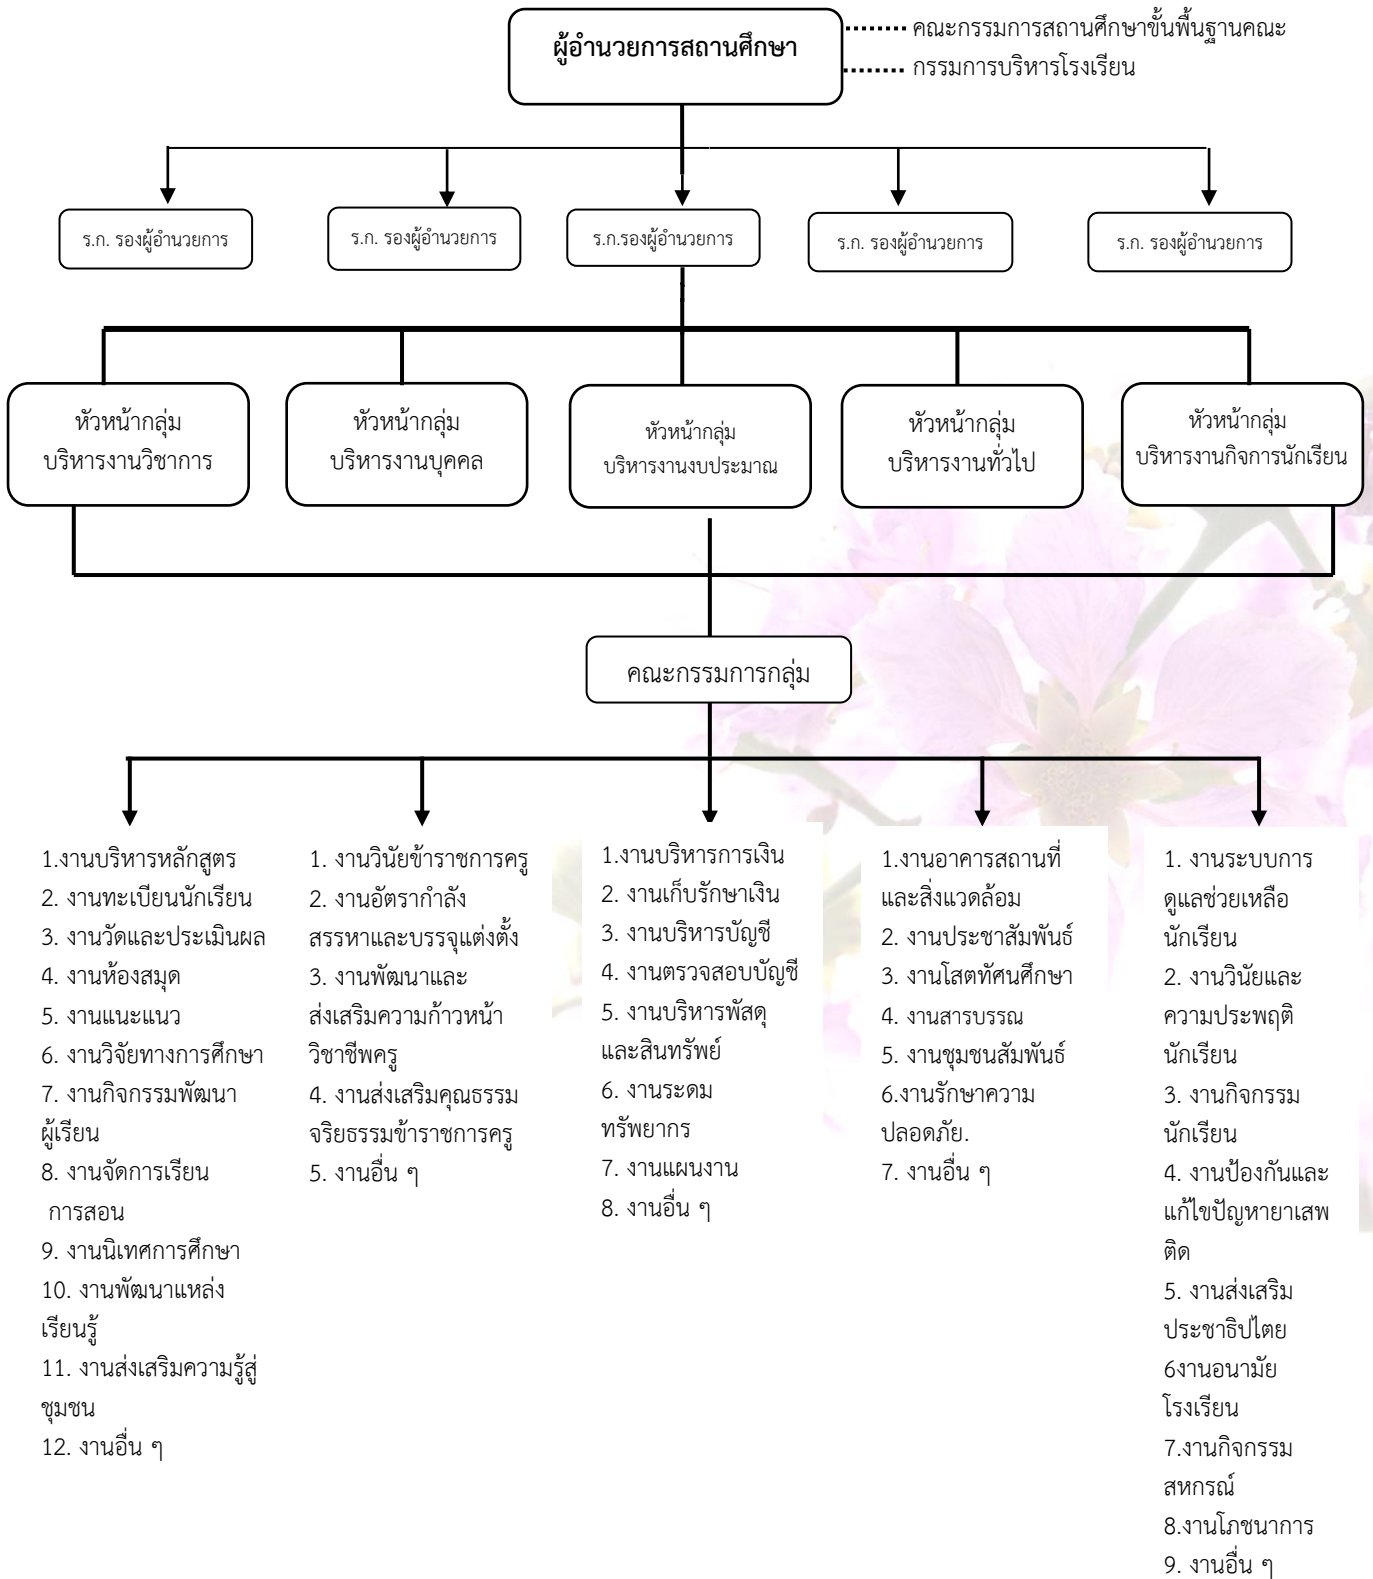 ผู้อำนวยการสถานศึกษา
คณะกรรมการสถานศึกษาขั้นพื้นฐานคณะ
กรรมการบริหารโรงเรียน
ร.ก. รองผู้อำนวยการ
ร.ก. รองผู้อำนวยการ
ร.ก.รองผู้อำนวยการ
ร.ก. รองผู้อำนวยการ
ร.ก. รองผู้อำนวยการ
หัวหน้ากลุ่ม
บริหารงานวิชาการ
หัวหน้ากลุ่ม
บริหารงานบุคคล
หัวหน้ากลุ่ม
บริหารงานงบประมาณ
หัวหน้ากลุ่ม
บริหารงานทั่วไป
หัวหน้ากลุ่ม
บริหารงานกิจการนักเรียน
คณะกรรมการกลุ่ม
1.งานบริหารหลักสูตร
2. งานทะเบียนนักเรียน
3. งานวัดและประเมินผล
4. งานห้องสมุด
5. งานแนะแนว
6. งานวิจัยทางการศึกษา
7. งานกิจกรรมพัฒนา
ผู้เรียน
8. งานจัดการเรียน
การสอน
9. งานนิเทศการศึกษา
10. งานพัฒนาแหล่ง
เรียนรู้
11. งานส่งเสริมความรู้สู่
ชุมชน
12. งานอื่น ๆ
1. งานวินัยข้าราชการครู
2. งานอัตรากำลัง
สรรหาและบรรจุแต่งตั้ง
3. งานพัฒนาและ
ส่งเสริมความก้าวหน้า
วิชาชีพครู
4. งานส่งเสริมคุณธรรม
จริยธรรมข้าราชการครู
5. งานอื่น ๆ
1.งานบริหารการเงิน
2. งานเก็บรักษาเงิน
3. งานบริหารบัญชี
4. งานตรวจสอบบัญชี
5. งานบริหารพัสดุ
และสินทรัพย์
6. งานระดม
ทรัพยากร
7. งานแผนงาน
8. งานอื่น ๆ
1.งานอาคารสถานที่
และสิ่งแวดล้อม
2. งานประชาสัมพันธ์
3. งานโสตทัศนศึกษา
4. งานสารบรรณ
5. งานชุมชนสัมพันธ์
6.งานรักษาความ
ปลอดภัย.
7. งานอื่น ๆ
1. งานระบบการ
ดูแลช่วยเหลือ
นักเรียน
2. งานวินัยและ
ความประพฤติ
นักเรียน
3. งานกิจกรรม
นักเรียน
4. งานป้องกันและ
แก้ไขปัญหายาเสพ
ติด
5. งานส่งเสริม
ประชาธิปไตย
6งานอนามัย
โรงเรียน
7.งานกิจกรรม
สหกรณ์
8.งานโภชนาการ
9. งานอื่น ๆ